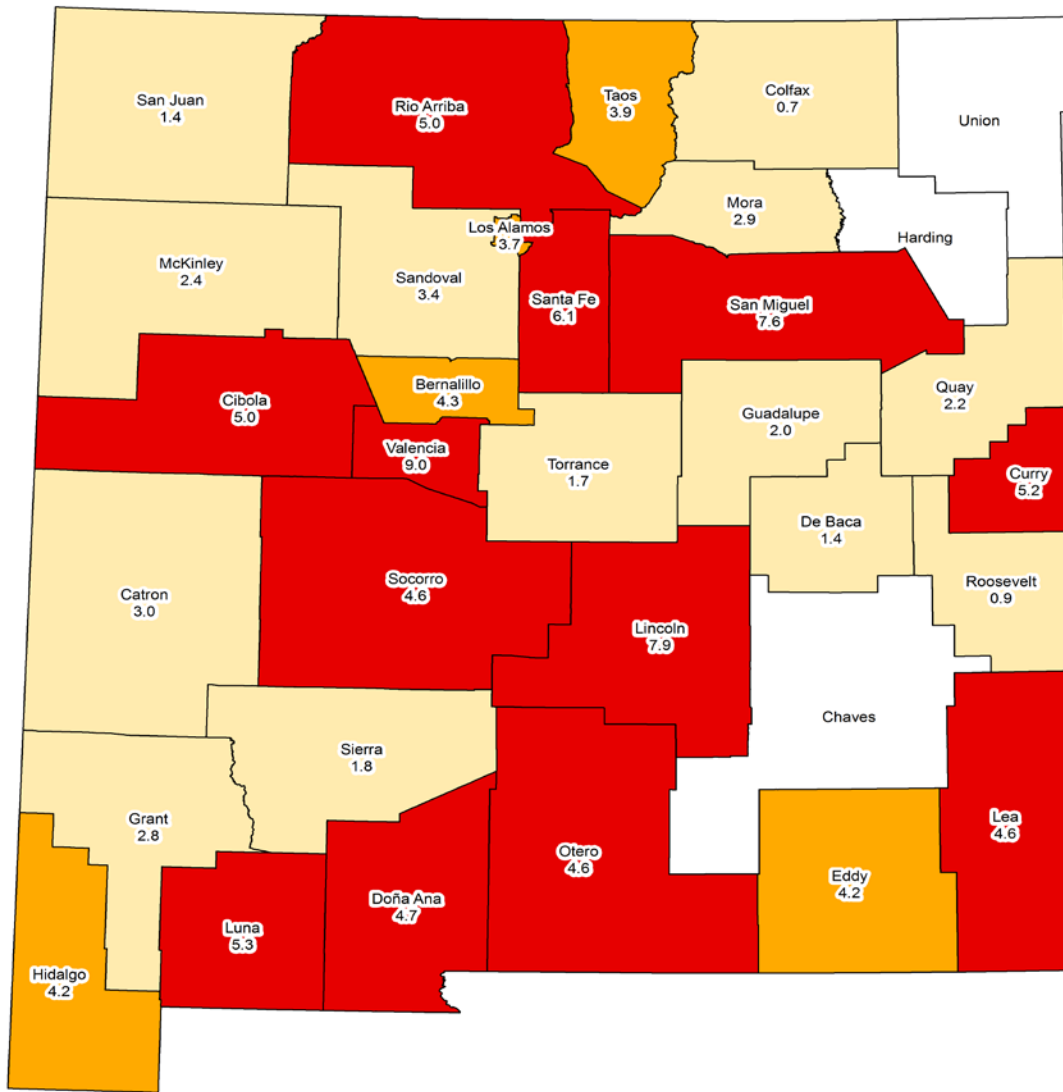 San Juan
1.4
Rio Arriba
5.0
Taos
3.9
Colfax
0.7
Union
Mora
2.9
Los Alamos
3.7
Harding
McKinley
2.4
Sandoval
3.4
Santa Fe
6.1
San Miguel
7.6
Bernalillo
4.3
Quay
2.2
Cibola
5.0
Guadalupe
2.0
Valencia
9.0
Torrance
1.7
Curry
5.2
De Baca
1.4
Socorro
4.6
Roosevelt
0.9
Catron
3.0
Lincoln
7.9
Chaves
Sierra
1.8
Grant
2.8
Otero
4.6
Lea
4.6
Eddy
4.2
Doña Ana
4.7
Luna
5.3
Hidalgo
4.2